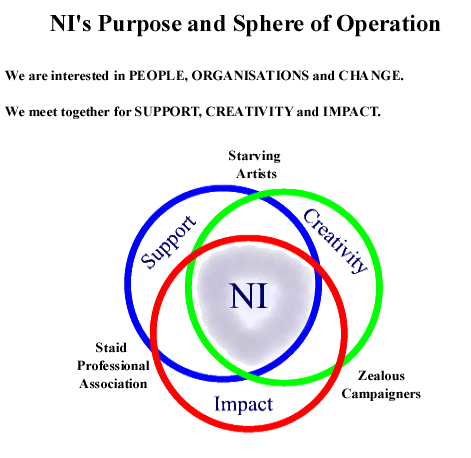 NI's Purpose and Sphere of Operation
We are interested in PEOPLE, ORGANISATIONS and CHANGE.
We meet together for SUPPORT, CREATIVITY and IMPACT.
Starving
Artists
Support
Creativity
NI
Staid
Professional
Association
Zealous
Campaigners
Impact